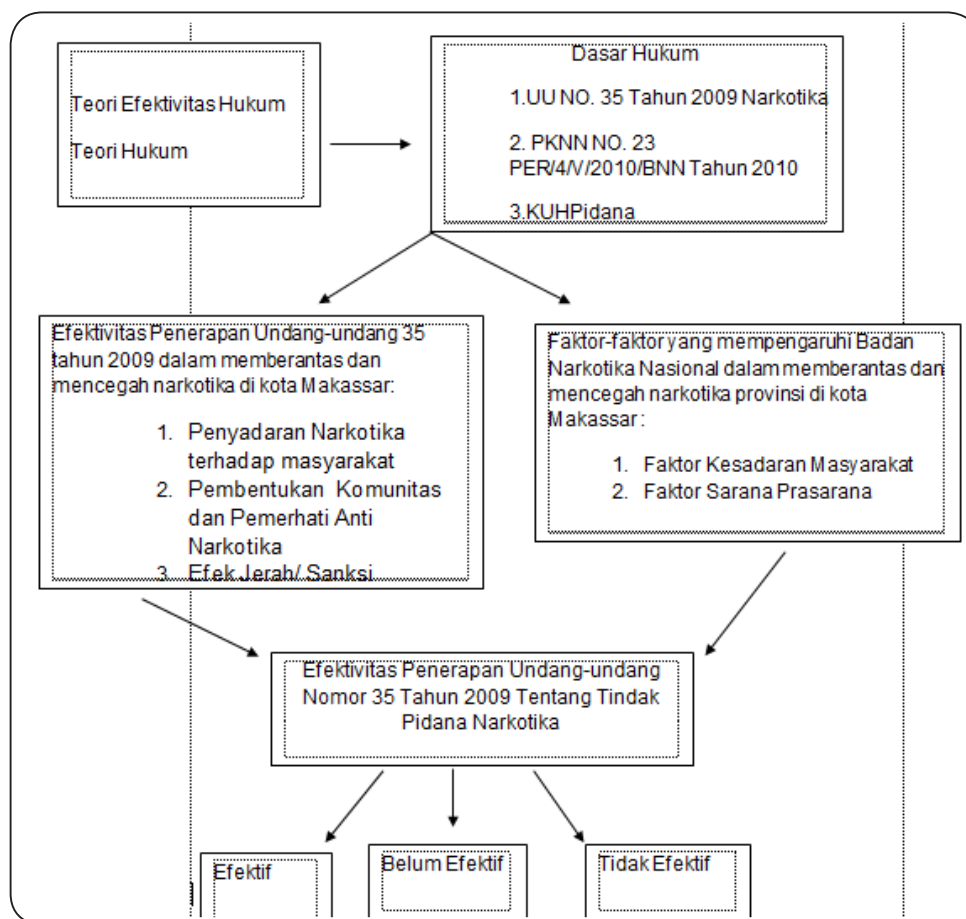 Teori Efektivitas Hukum
Teori Hukum
Dasar Hukum
1.UU NO. 35 Tahun 2009 Narkotika
2. PKNN NO. 23
PER/4/V/2010/BNN Tahun 2010
3.KUHPidana
Efektivitas Penerapan Undang-undang 35
tahun 2009 dalam memberantas dan
mencegah narkotika di kota Makassar:
1. Penyadaran Narkotika
terhadap masyarakat
2. Pembentukan Komunitas
dan Pemerhati Anti
Narkotika
3. Efek Jerah/ Sanksi
Faktor-faktor yang mempengaruhi Badan
Narkotika Nasional dalam memberantas dan
mencegah narkotika provinsi di kota
Makassar :
1. Faktor Kesadaran Masyarakat
2. Faktor Sarana Prasarana
Efektivitas Penerapan Undang-undang
Nomor 35 Tahun 2009 Tentang Tindak
Pidana Narkotika
Efektif
Belum Efektif
Tidak Efektif